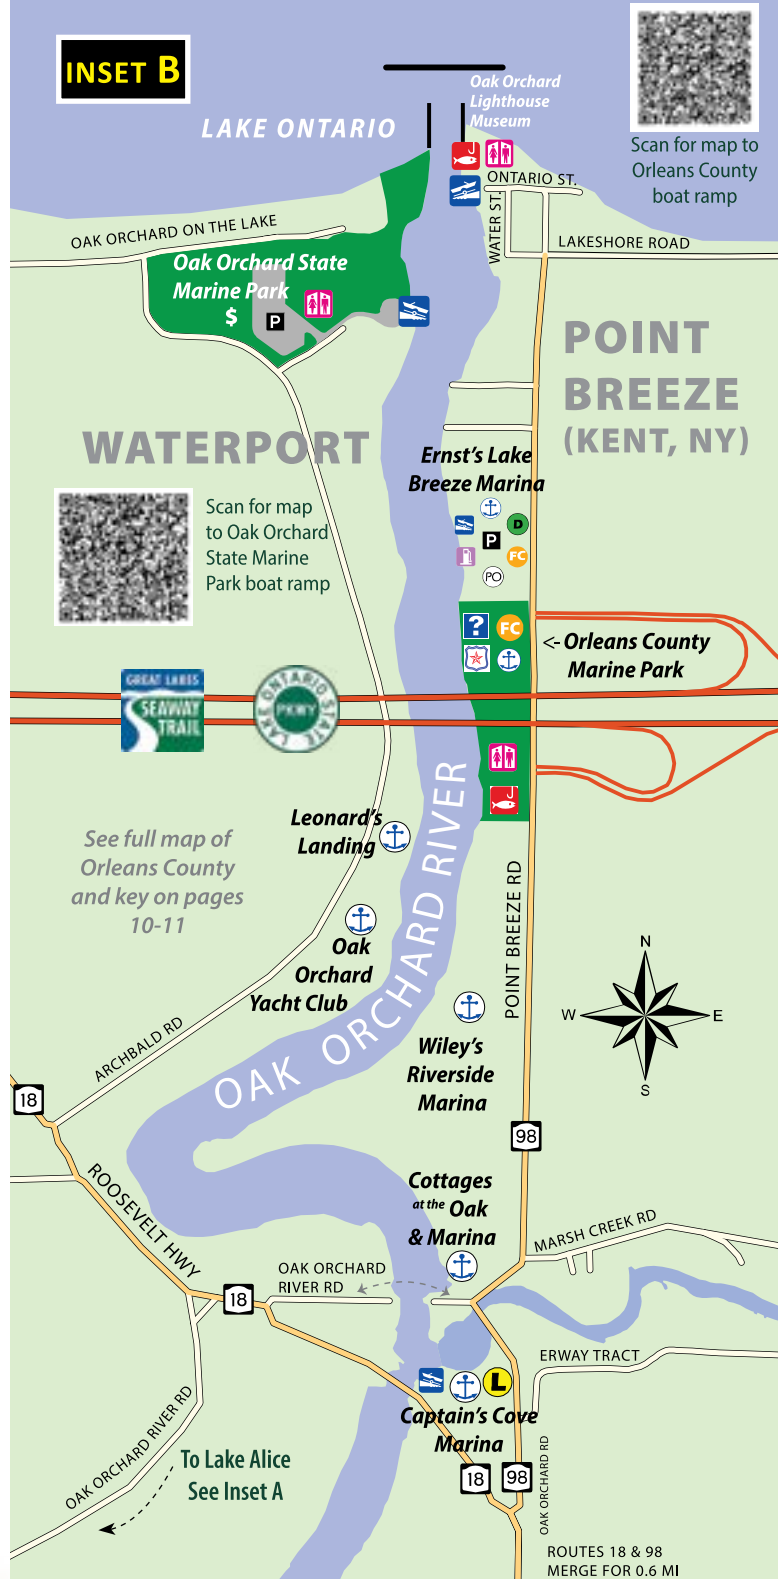 INSET B
LAKE ONTARIO
Oak Orchard
Lighthouse
Museum
Scan for map to
Orleans County
boat ramp
ONTARIO ST.
WATER ST.
LAKESHORE ROAD
OAK ORCHARD ON THE LAKE
Oak Orchard State
Marine Park
$
P
POINT
BREEZE
(KENT, NY)
WATERPORT
Ernst's Lake
Breeze Marina
D
P
FC
PO
Scan for map
to Oak Orchard
State Marine
Park boat ramp
?
FC
<- Orleans County
Marine Park
GREAT LAKES
SEAWAY
TRAIL
LAKE ONTARIO STATE
PKWY
Leonard's
Landing
See full map of
Orleans County
and key on pages
10-11
Oak
Orchard
Yacht Club
OAK ORCHARD RIVER
POINT BREEZE RD
N
W
E
S
Wiley's
Riverside
Marina
ARCHBALD RD
18
98
ROOSEVELT HWY
Cottages
at the Oak
& Marina
MARSH CREEK RD
OAK ORCHARD
RIVER RD
18
ERWAY TRACT
L
Captain's Cove
Marina
OAK ORCHARD RIVER RD
To Lake Alice
See Inset A
18
98
OAK ORCHARD RD
ROUTES 18 & 98
MERGE FOR 0.6 MI